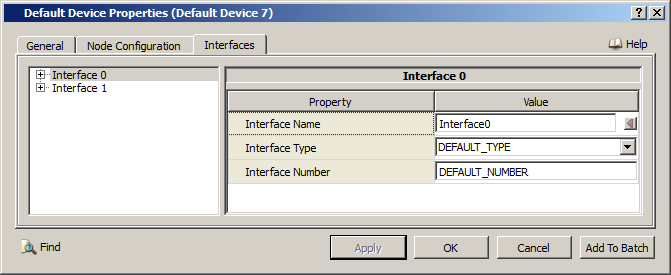 Default Device Properties (Default Device 7)
General Node Configuration Interfaces Help
Interface 0
Interface 1
Interface 0
Property Value
Interface Name Interface0
Interface Type DEFAULT_TYPE
Interface Number DEFAULT_NUMBER
Find Apply OK Cancel Add To Batch